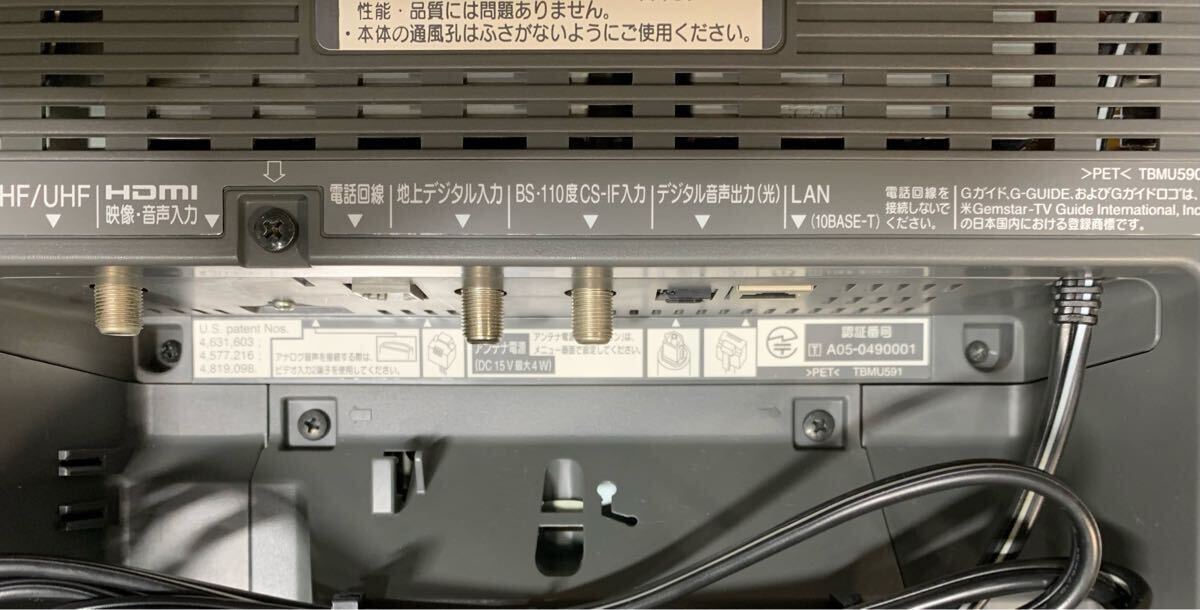 性能・品質には問題ありません。
・本体の通風孔はふさがないようにご使用ください。
>PET< TBMU590
HF/UHF
HDMI
映像・音声入力
電話回線
地上デジタル入力
BS・110度CS-IF入力
デジタル音声出力(光)
LAN
(10BASE-T)
電話回線を
接続しないで
ください。
Gガイド、G-GUIDE、およびGガイドロゴは、
米Gemstar-TV Guide International, Inc
の日本国内における登録商標です。
U.S. patent Nos.
4,631,603 ;
4,577,216 ;
4,819,098.
アナログ音声を接続する際は、
ビデオ入力2端子を使用してください。
アンテナ電源
(DC 15V 最大4W)
メニュー画面で設定してください。
認証番号
T A05-0490001
>PET< TBMU591